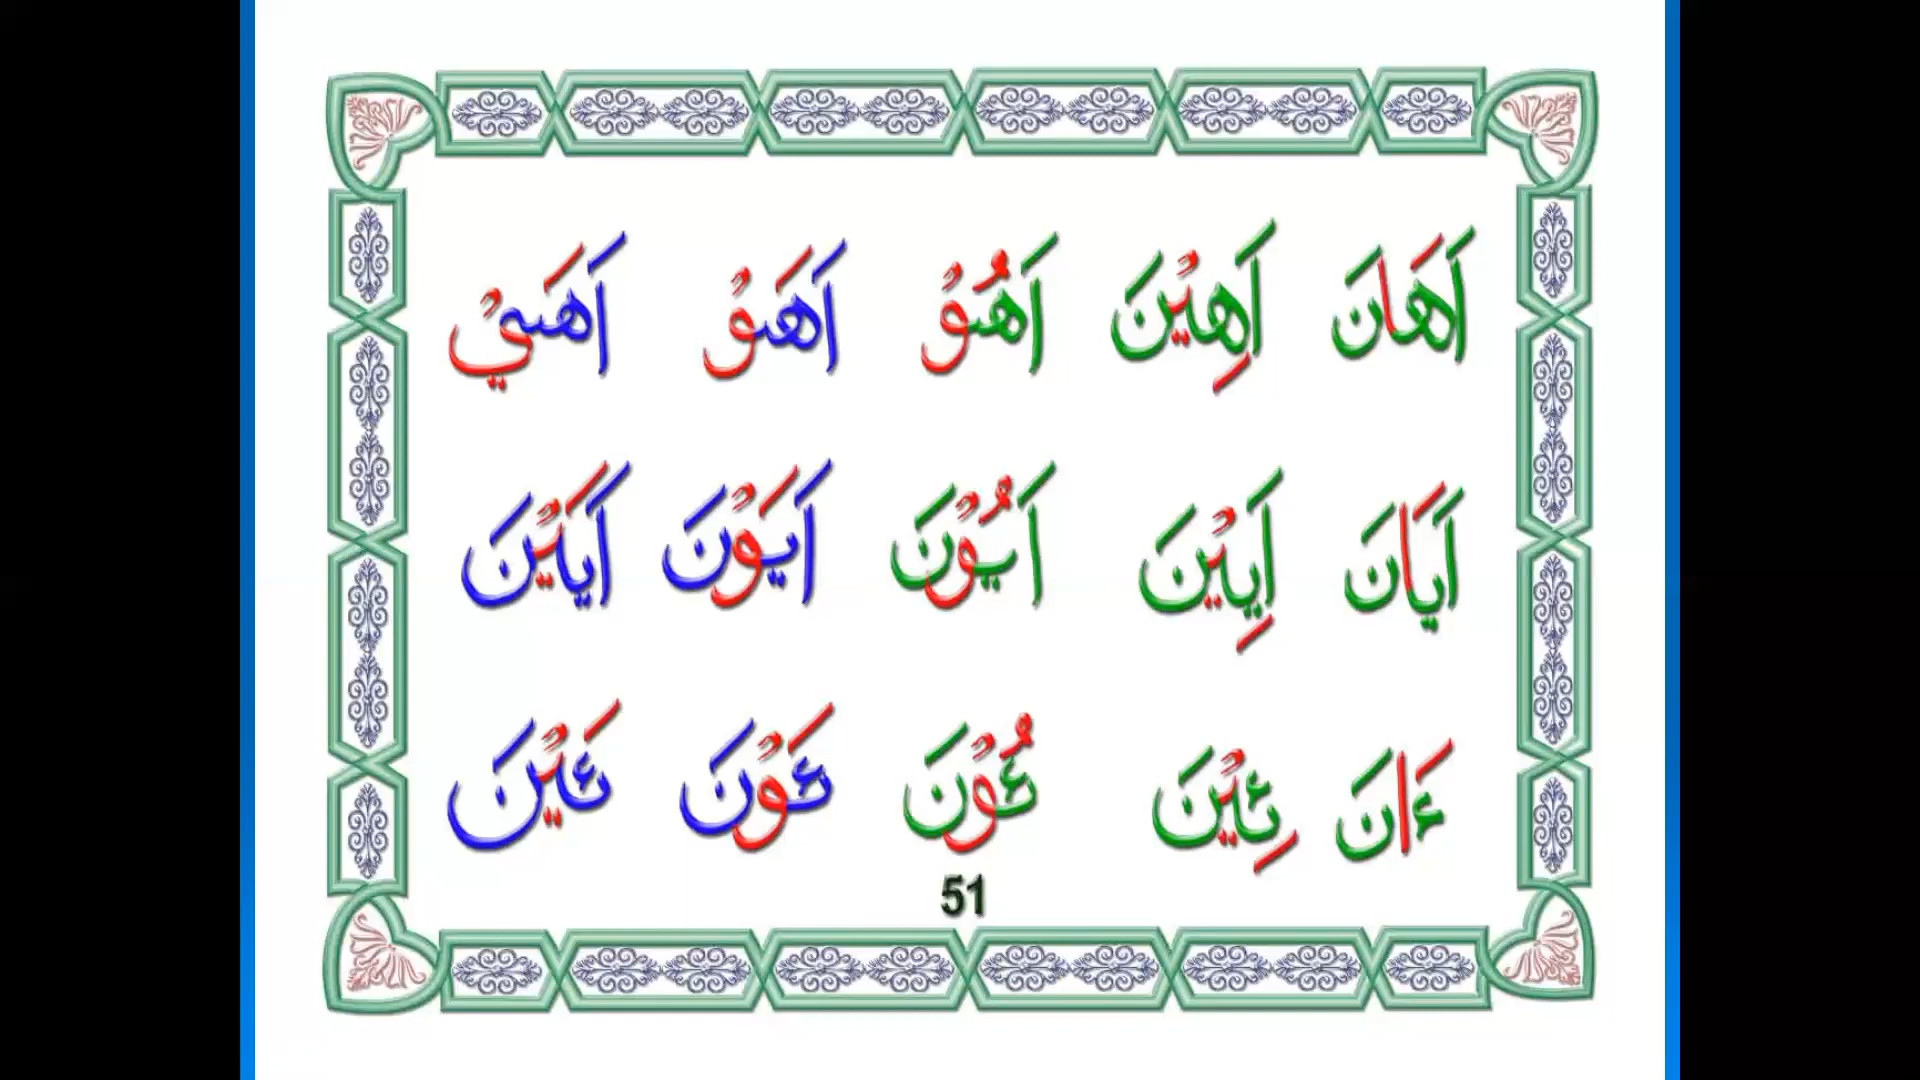 اَهَانَ اَهِيْنَ اَهُوْ اَهَوْ اَهَيْ
اَيَانَ اَيِيْنَ اَيُوْنَ اَيَوْنَ اَيَيْنَ
ءَانَ ئِيْنَ ئُوْنَ ئَوْنَ ئَيْنَ
51